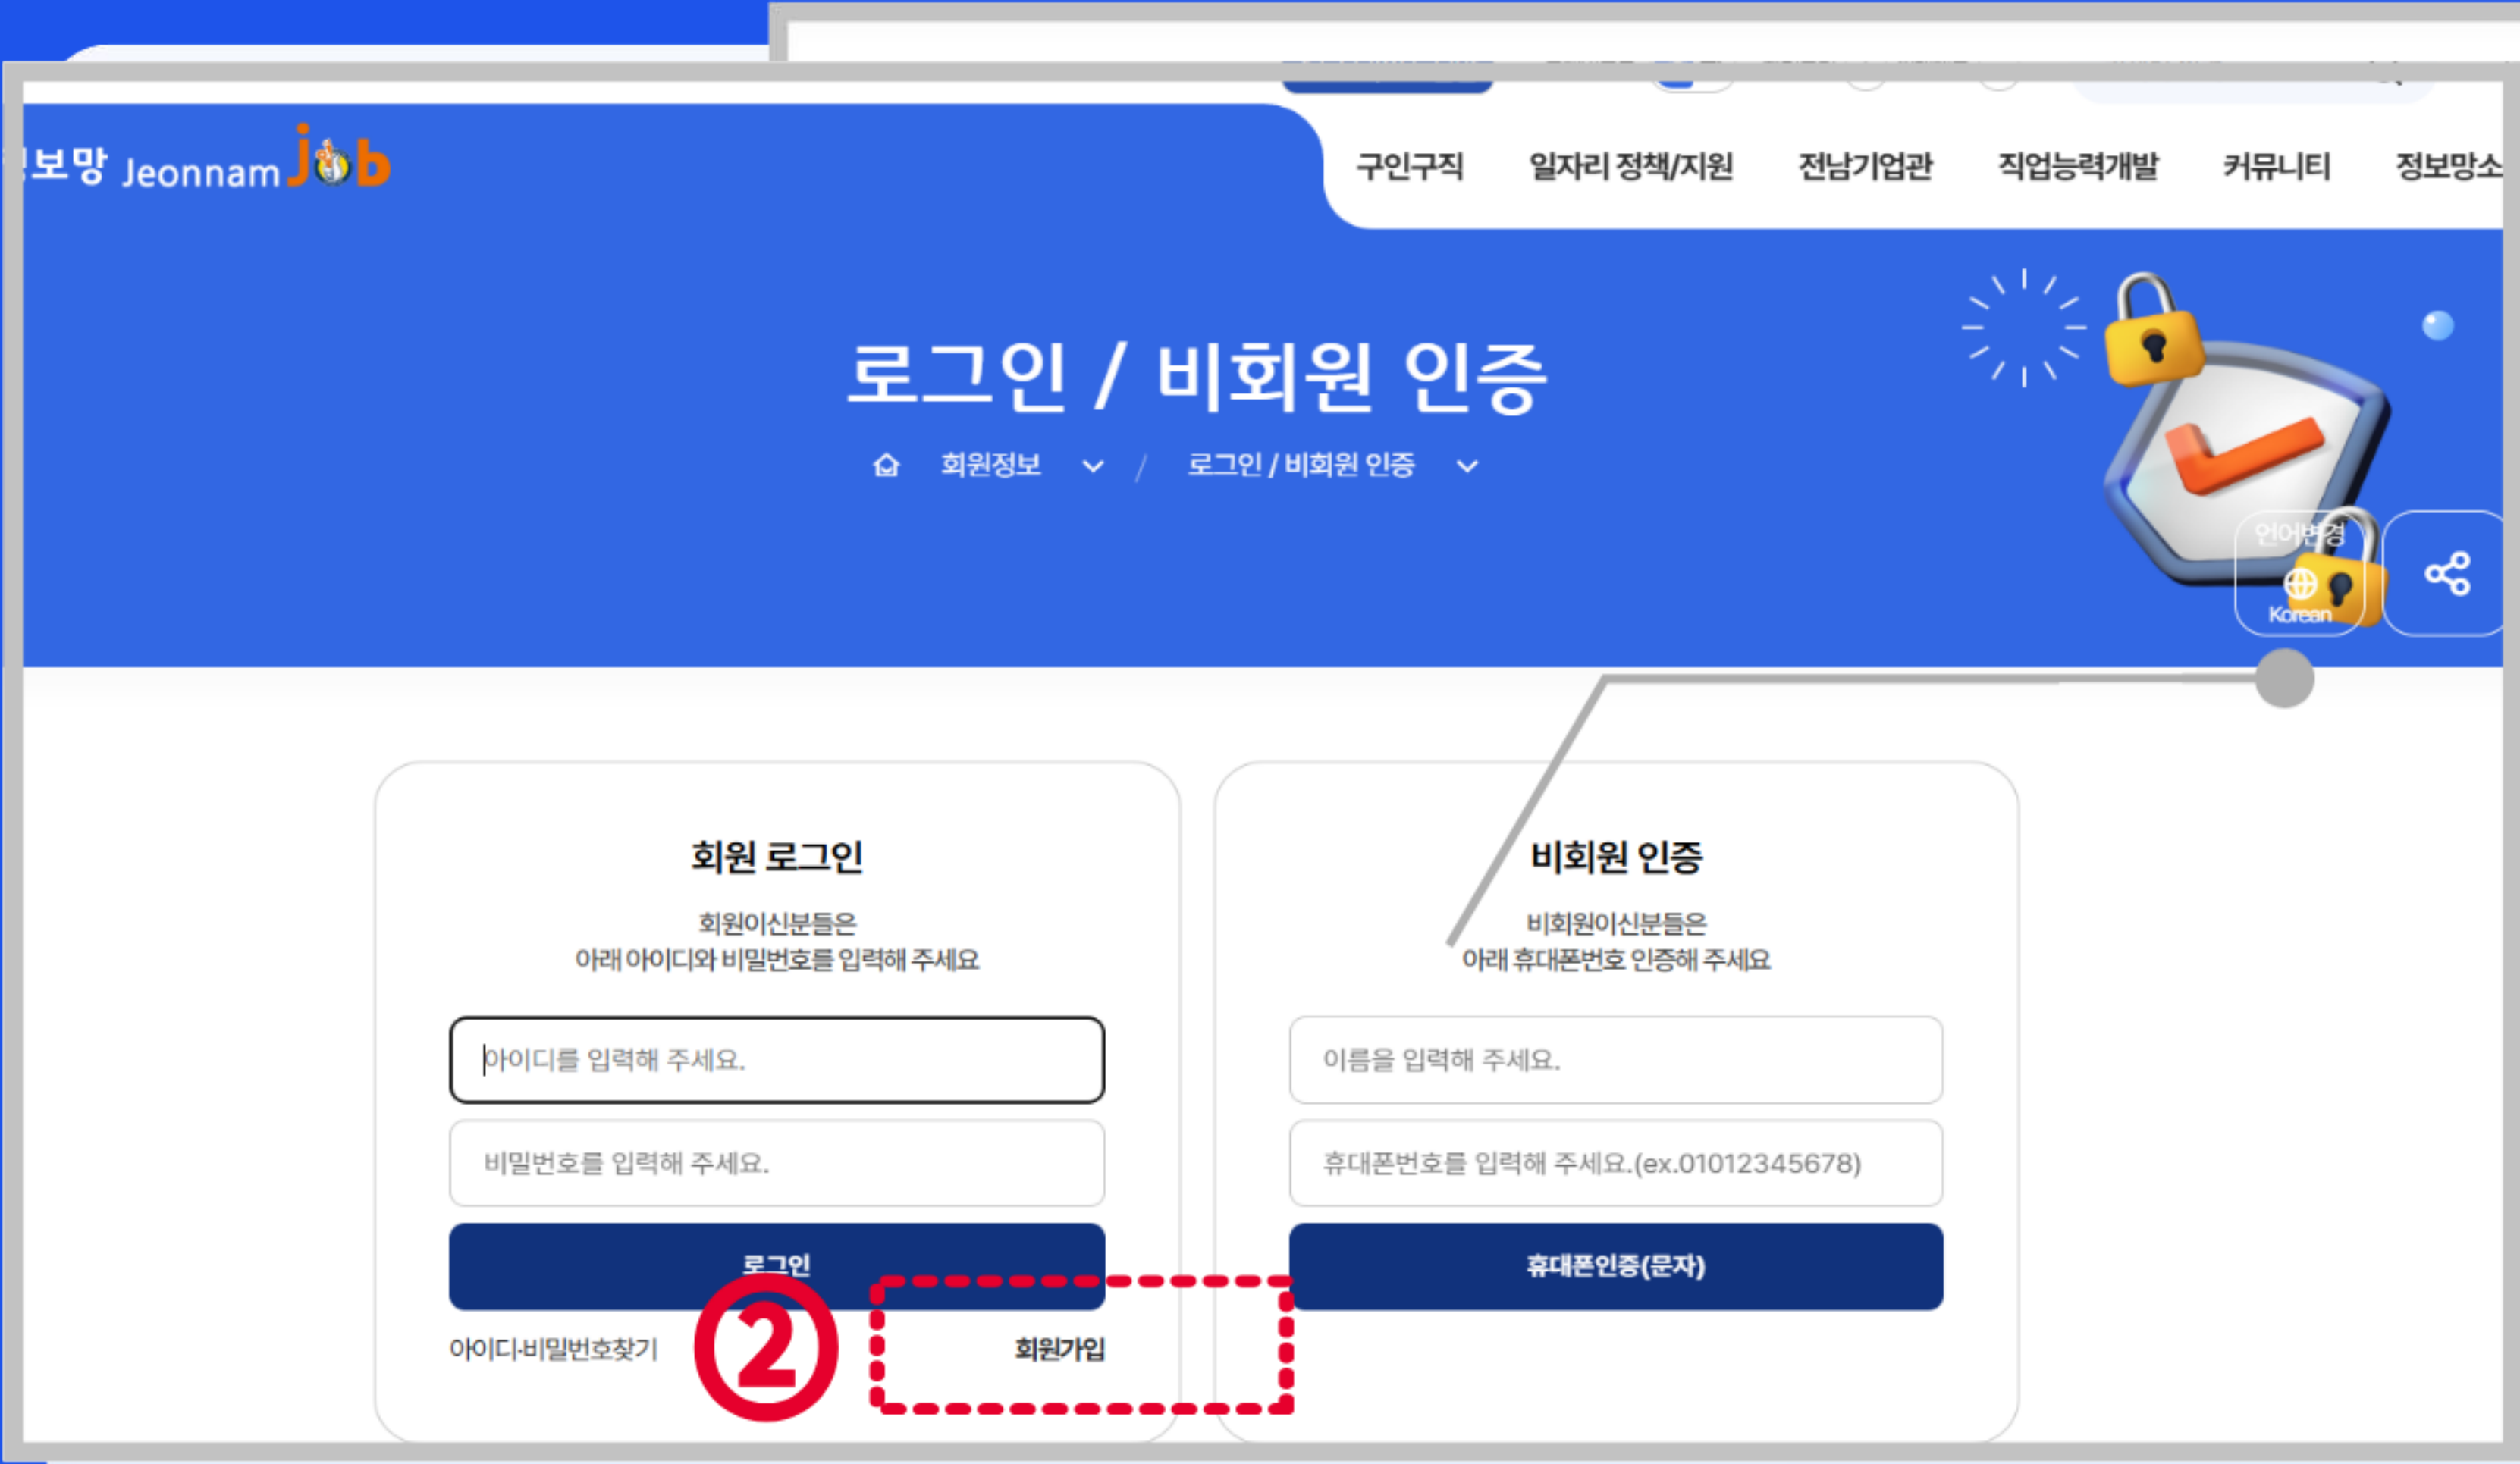 보망 Jeonnam job
구인구직 일자리 정책/지원 전남기업관 직업능력개발 커뮤니티 정보망소
로그인 / 비회원 인증
회원정보 / 로그인 / 비회원 인증
언어변경
Korean
회원 로그인
회원이신분들은
아래 아이디와 비밀번호를 입력해 주세요
아이디를 입력해 주세요.
비밀번호를 입력해 주세요.
로그인
아이디·비밀번호찾기
②
회원가입
비회원 인증
비회원이신분들은
아래 휴대폰번호 인증해 주세요
이름을 입력해 주세요.
휴대폰번호를 입력해 주세요.(ex.01012345678)
휴대폰인증(문자)